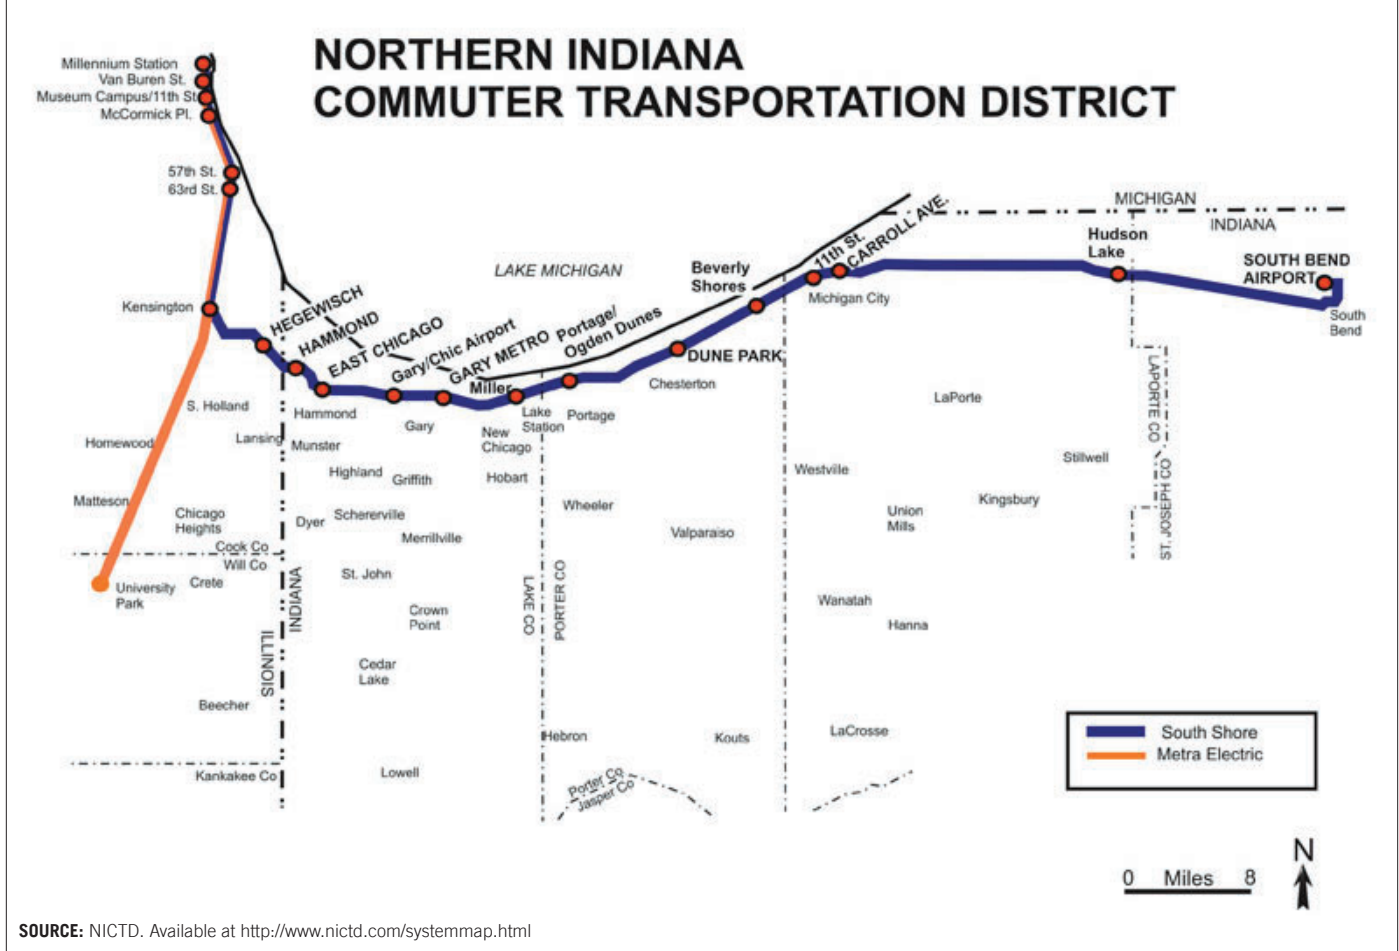 NORTHERN INDIANA
COMMUTER TRANSPORTATION DISTRICT
Millennium Station
Van Buren St.
Museum Campus/11th St
McCormick Pl.
57th St.
63rd St.
Kensington
HEGEWISCH
HAMMOND
EAST CHICAGO
Gary/Chic Airport
GARY METRO
Miller
Portage/
Ogden Dunes
LAKE MICHIGAN
DUNE PARK
Beverly
Shores
11th St.
CARROLL AVE.
Michigan City
MICHIGAN
INDIANA
Hudson
Lake
SOUTH BEND
AIRPORT
South
Bend
S. Holland
Homewood
Lansing
Matteson
Chicago
Heights
Cook Co
Will Co
University
Park
Crete
Beecher
Kankakee Co
ILLINOIS
INDIANA
Hammond
Munster
Highland
Griffith
Gary
Dyer
Schererville
Merrillville
St. John
Crown
Point
Cedar
Lake
Lowell
New
Chicago
Hobart
Lake
Station
LAKE CO
PORTER CO
Portage
Chesterton
Wheeler
Valparaiso
Hebron
Kouts
Porter Co
Jasper Co
LaPorte
Westville
Union
Mills
Kingsbury
Stillwell
Wanatah
Hanna
LaCrosse
LAPORTE CO
ST. JOSEPH CO
South Shore
Metra Electric
N
0 Miles 8
SOURCE: NICTD. Available at http://www.nictd.com/systemmap.html